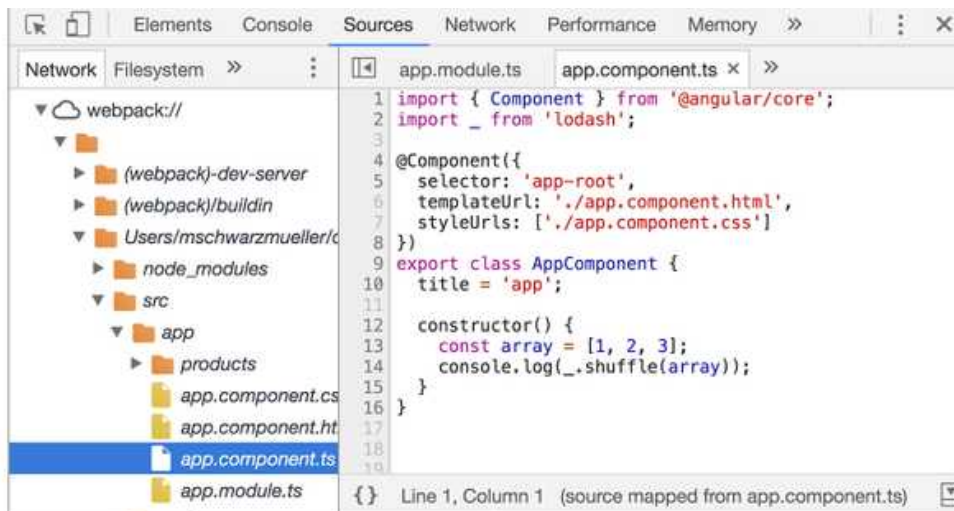 Elements Console Sources Network Performance Memory »
Network Filesystem »
app.module.ts app.component.ts × »
webpack://
(webpack)-dev-server
(webpack)/buildin
Users/mschwarzmueller/c
node_modules
src
app
products
app.component.cs
app.component.ht
app.component.ts
app.module.ts
1 import { Component } from '@angular/core';
2 import _ from 'lodash';
3
4 @Component({
5 selector: 'app-root',
6 templateUrl: './app.component.html',
7 styleUrls: ['./app.component.css']
8 })
9 export class AppComponent {
10 title = 'app';
11
12 constructor() {
13 const array = [1, 2, 3];
14 console.log(_.shuffle(array));
15 }
16 }
17
18
19
{} Line 1, Column 1 (source mapped from app.component.ts)